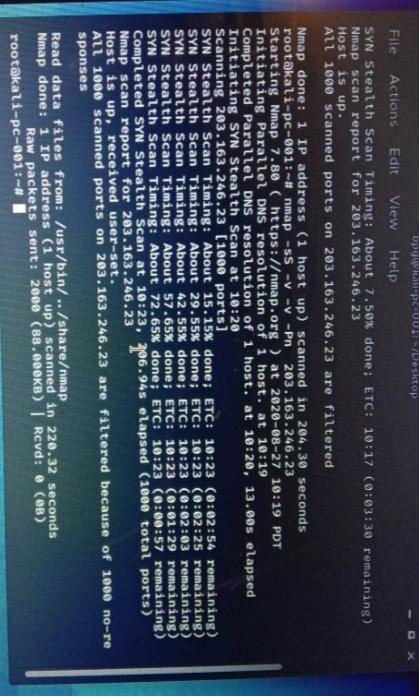 File Actions Edit View Help
SYN Stealth Scan Timing: About 7.50% done; ETC: 10:17 (0:03:30 remaining)
Nmap scan report for 203.163.246.23
Host is up.
All 1000 scanned ports on 203.163.246.23 are filtered
Nmap done: 1 IP address (1 host up) scanned in 204.30 seconds
root@kali-pc-001:~# nmap -sS -v -v -Pn 203.163.246.23
Starting Nmap 7.80 ( https://nmap.org ) at 2020-08-27 10:19 PDT
Initiating Parallel DNS resolution of 1 host. at 10:19
Completed Parallel DNS resolution of 1 host. at 10:20, 13.00s elapsed
Initiating SYN Stealth Scan at 10:20
Scanning 203.163.246.23 [1000 ports]
SYN Stealth Scan Timing: About 15.15% done; ETC: 10:23 (0:02:54 remaining)
SYN Stealth Scan Timing: About 29.55% done; ETC: 10:23 (0:02:25 remaining)
SYN Stealth Scan Timing: About 42.55% done; ETC: 10:23 (0:02:03 remaining)
SYN Stealth Scan Timing: About 57.65% done; ETC: 10:23 (0:01:29 remaining)
SYN Stealth Scan Timing: About 72.65% done; ETC: 10:23 (0:00:57 remaining)
Completed SYN Stealth Scan at 10:23, 206.94s elapsed (1000 total ports)
Nmap scan report for 203.163.246.23
Host is up, received user-set.
All 1000 scanned ports on 203.163.246.23 are filtered because of 1000 no-re
sponses
Read data files from: /usr/bin/../share/nmap
Nmap done: 1 IP address (1 host up) scanned in 220.32 seconds
Raw packets sent: 2000 (88.000KB) | Rcvd: 0 (0B)
root@kali-pc-001:~#